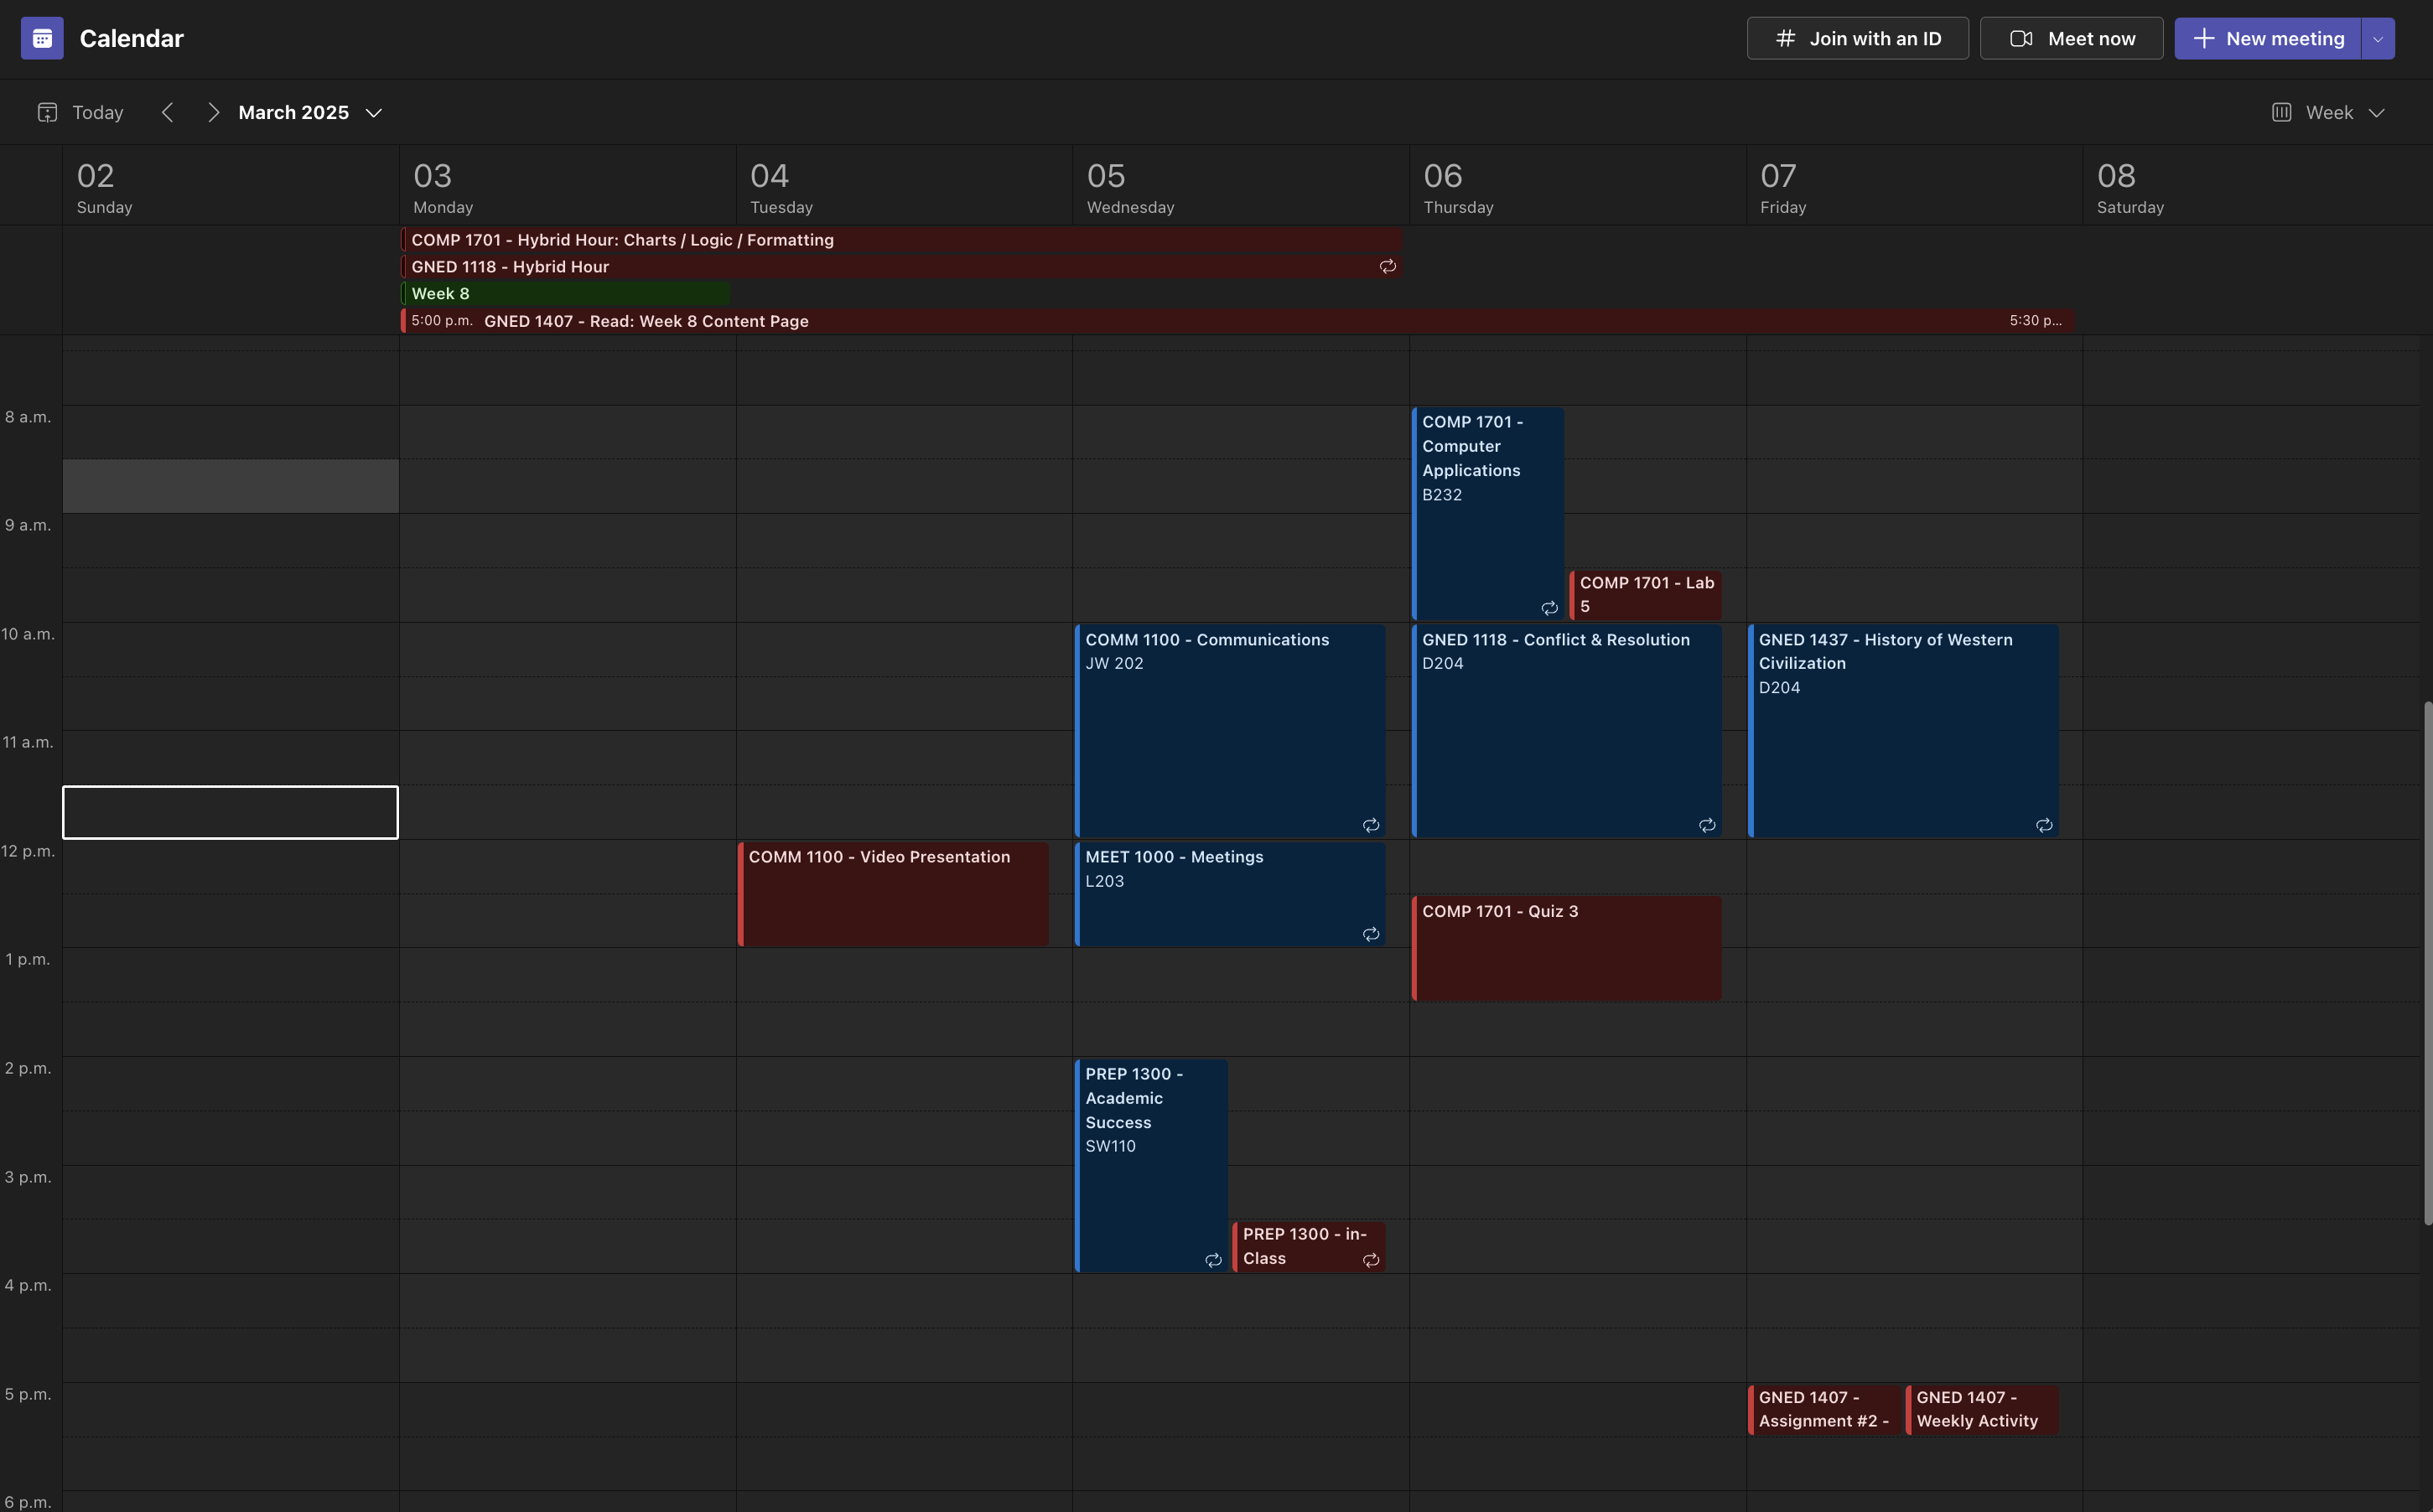 Calendar
Join with an ID
Meet now
New meeting
Today
March 2025
Week
02
Sunday
03
Monday
04
Tuesday
05
Wednesday
06
Thursday
07
Friday
08
Saturday
COMP 1701 - Hybrid Hour: Charts / Logic / Formatting
GNED 1118 - Hybrid Hour
Week 8
5:00 p.m. GNED 1407 - Read: Week 8 Content Page 5:30 p...
8 a.m.
9 a.m.
10 a.m.
11 a.m.
12 p.m.
1 p.m.
2 p.m.
3 p.m.
4 p.m.
5 p.m.
6 p.m.
COMM 1100 - Video Presentation
COMM 1100 - Communications
JW 202
MEET 1000 - Meetings
L203
PREP 1300 -
Academic
Success
SW110
PREP 1300 - in-
Class
COMP 1701 -
Computer
Applications
B232
COMP 1701 - Lab
5
GNED 1118 - Conflict & Resolution
D204
COMP 1701 - Quiz 3
GNED 1437 - History of Western
Civilization
D204
GNED 1407 -
Assignment #2 -
GNED 1407 -
Weekly Activity